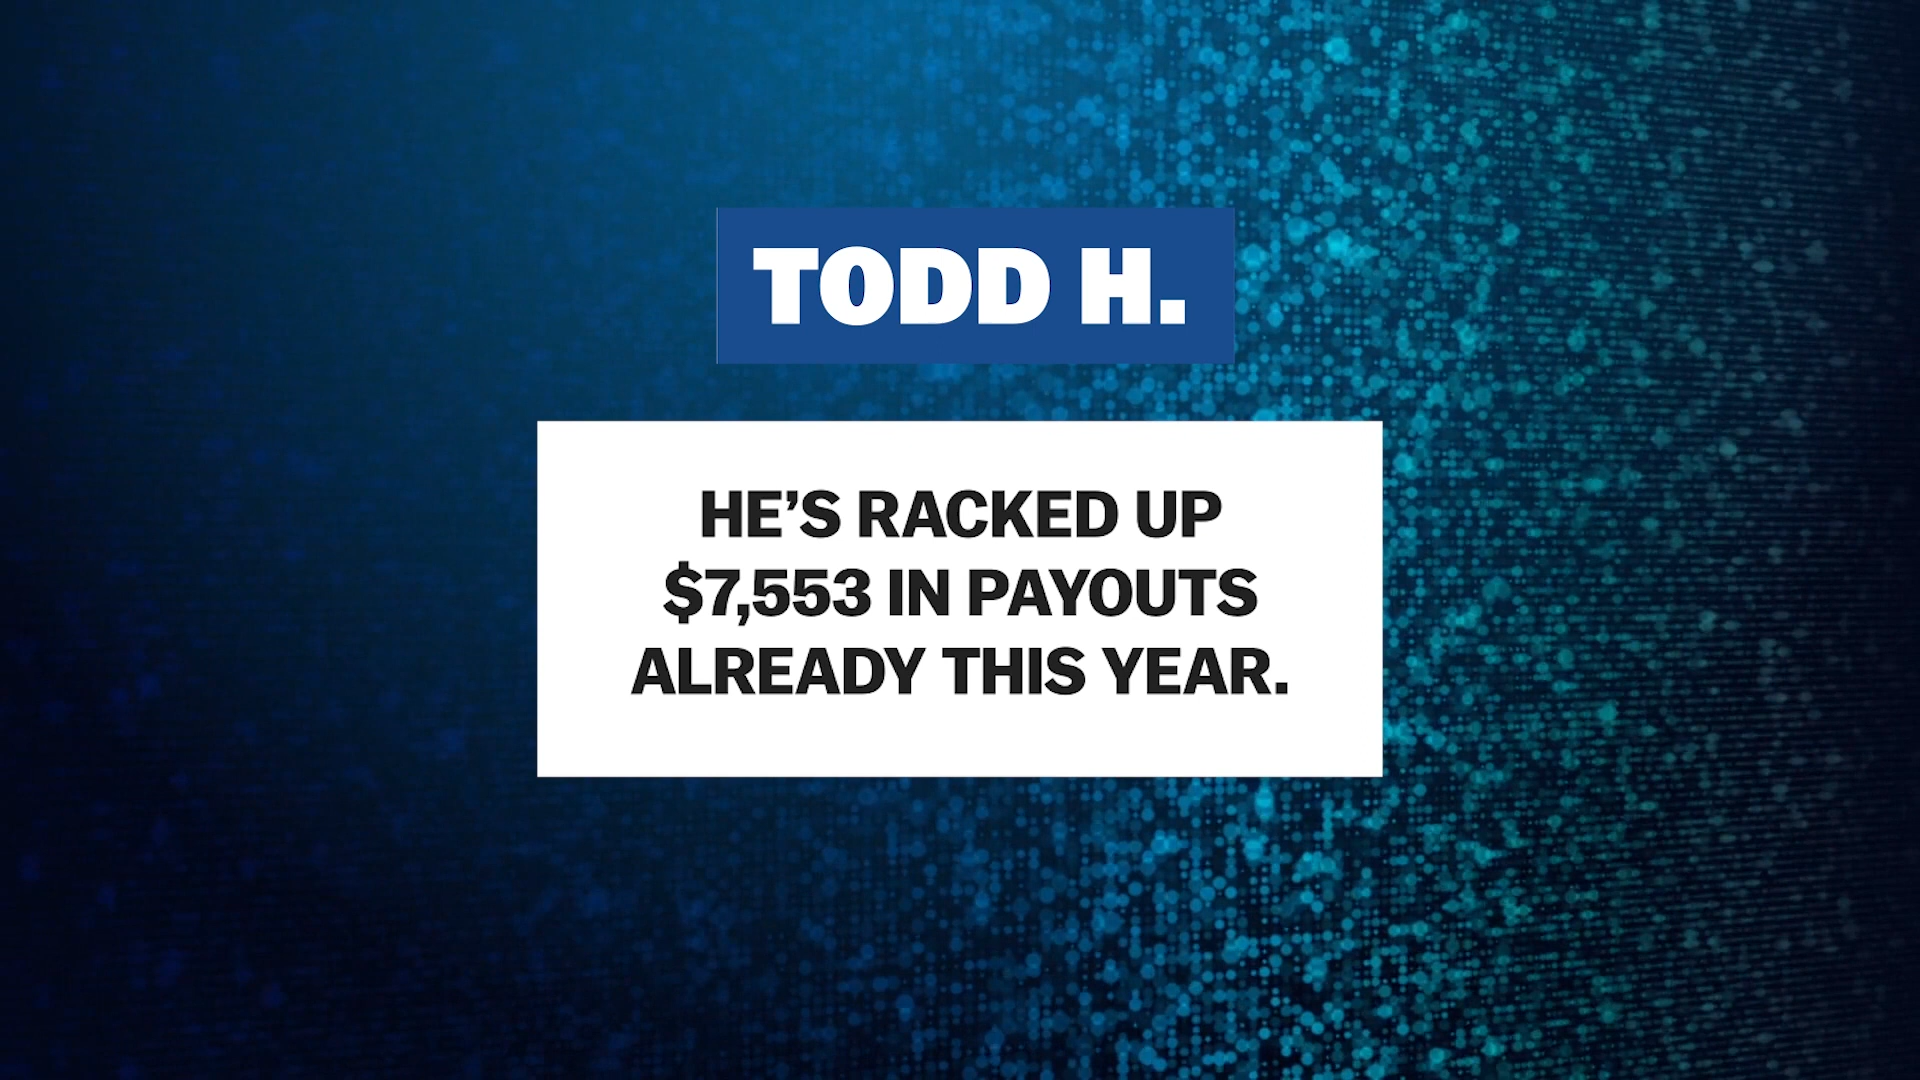 TODD H.
HE’S RACKED UP
$7,553 IN PAYOUTS
ALREADY THIS YEAR.